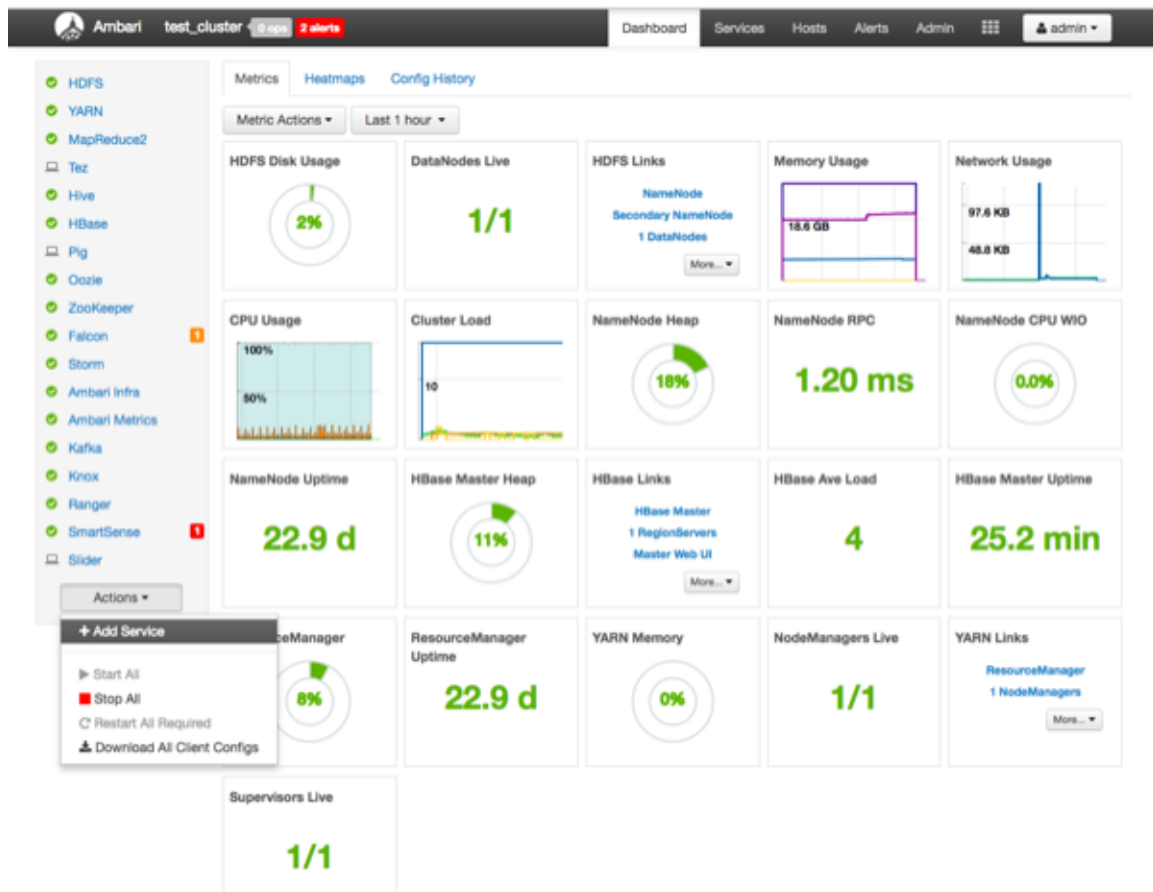 Ambari test_cluster 0 ops 2 alerts Dashboard Services Hosts Alerts Admin admin
HDFS
YARN
MapReduce2
Tez
Hive
HBase
Pig
Oozie
ZooKeeper
Falcon 1
Storm
Ambari Infra
Ambari Metrics
Kafka
Knox
Ranger
SmartSense 1
Slider
Actions
+ Add Service
Start All
Stop All
Restart All Required
Download All Client Configs
Metrics Heatmaps Config History
Metric Actions Last 1 hour
HDFS Disk Usage
2%
DataNodes Live
1/1
HDFS Links
NameNode
Secondary NameNode
1 DataNodes
More...
Memory Usage
18.6 GB
Network Usage
97.6 KB
48.8 KB
CPU Usage
100%
50%
Cluster Load
10
NameNode Heap
18%
NameNode RPC
1.20 ms
NameNode CPU WIO
0.0%
NameNode Uptime
22.9 d
HBase Master Heap
11%
HBase Links
HBase Master
1 RegionServers
Master Web UI
More...
HBase Ave Load
4
HBase Master Uptime
25.2 min
ceManager
8%
ResourceManager
Uptime
22.9 d
YARN Memory
0%
NodeManagers Live
1/1
YARN Links
ResourceManager
1 NodeManagers
More...
Supervisors Live
1/1